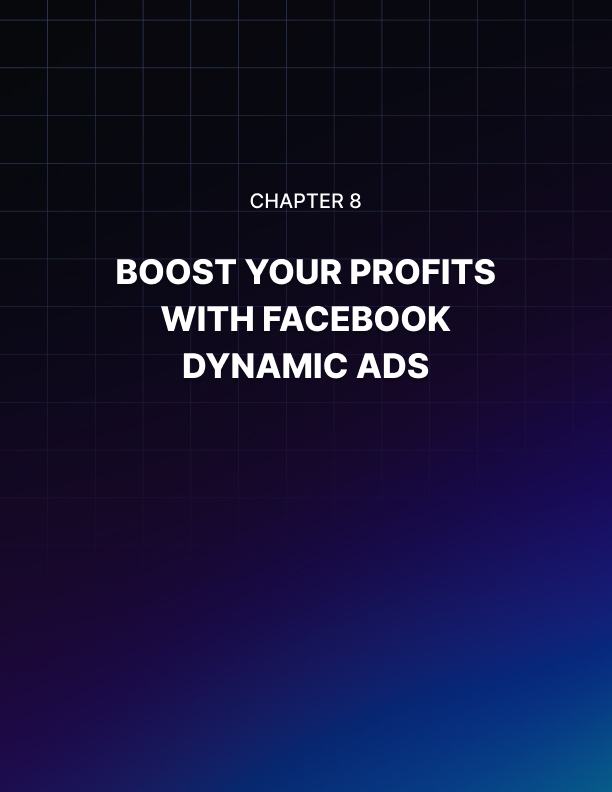 CHAPTER 8
BOOST YOUR PROFITS
WITH FACEBOOK
DYNAMIC ADS